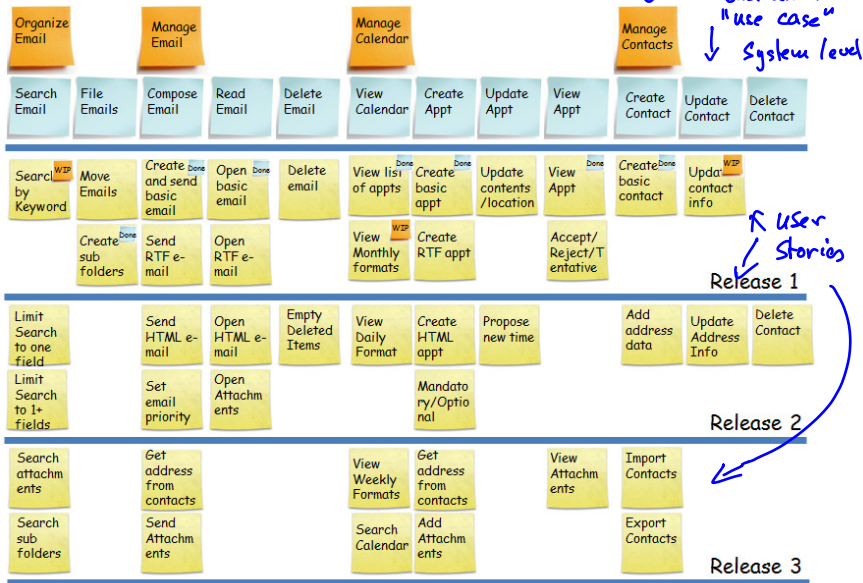 "use case"
System level
Organize
Email
Manage
Email
Manage
Calendar
Manage
Contacts
Search
Email
File
Emails
Compose
Email
Read
Email
Delete
Email
View
Calendar
Create
Appt
Update
Appt
View
Appt
Create
Contact
Update
Contact
Delete
Contact
WIP
by
Keyword
Move
Emails
Create Done
and send
basic
email
Open Done
basic
email
Delete
email
View list Done
of appts
Create Done
basic
appt
Update
contents
/location
View Done
Appt
Create Done
basic
contact
WIP
contact
info
Create Done
sub
folders
Send
RTF e-
mail
Open
RTF e-
mail
View WIP
Monthly
formats
Create
RTF appt
Accept/
Reject/T
entative
User
Stories
Release 1
Limit
Search
to one
field
Send
HTML e-
mail
Open
HTML e-
mail
Empty
Deleted
Items
View
Daily
Format
Create
HTML
appt
Propose
new time
Add
address
data
Update
Address
Info
Delete
Contact
Limit
Search
to 1+
fields
Set
email
priority
Open
Attachm
ents
Mandato
ry/Optio
nal
Release 2
Search
attachm
ents
Get
address
from
contacts
View
Weekly
Formats
Get
address
from
contacts
View
Attachm
ents
Import
Contacts
Search
sub
folders
Send
Attachm
ents
Search
Calendar
Add
Attachm
ents
Export
Contacts
Release 3